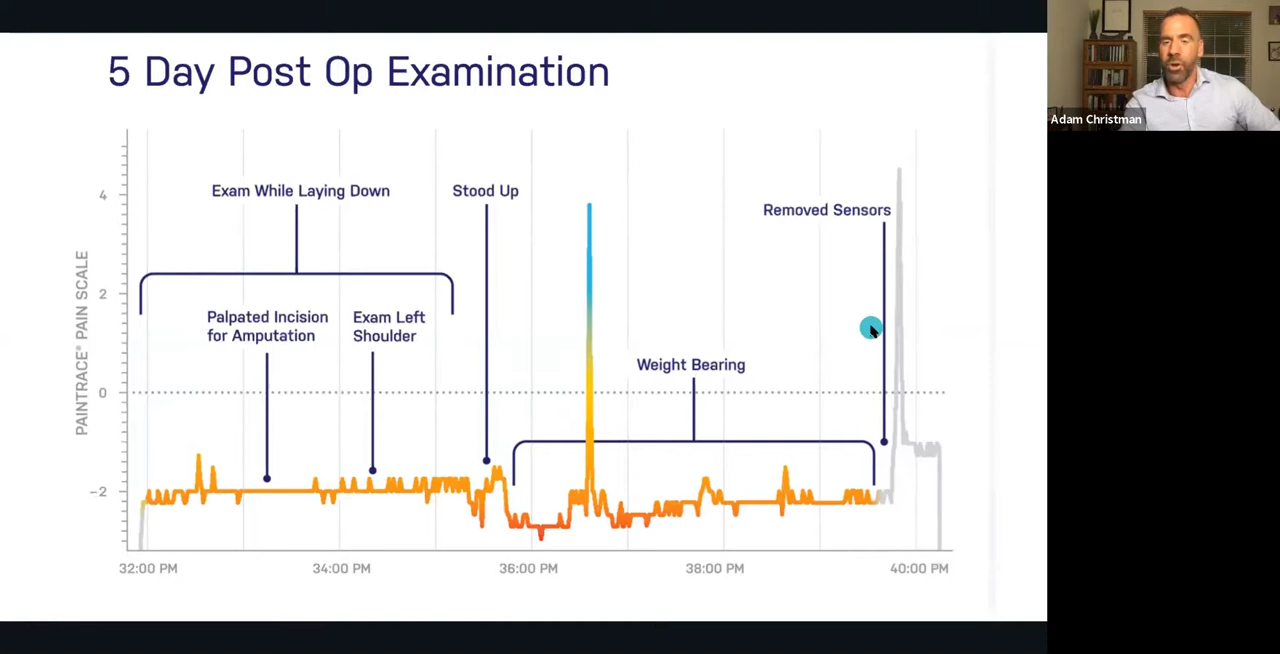 5 Day Post Op Examination
Adam Christman
Exam While Laying Down
Stood Up
Removed Sensors
Palpated Incision
for Amputation
Exam Left
Shoulder
Weight Bearing
PAINTRACE® PAIN SCALE
4
2
0
−2
32:00 PM
34:00 PM
36:00 PM
38:00 PM
40:00 PM